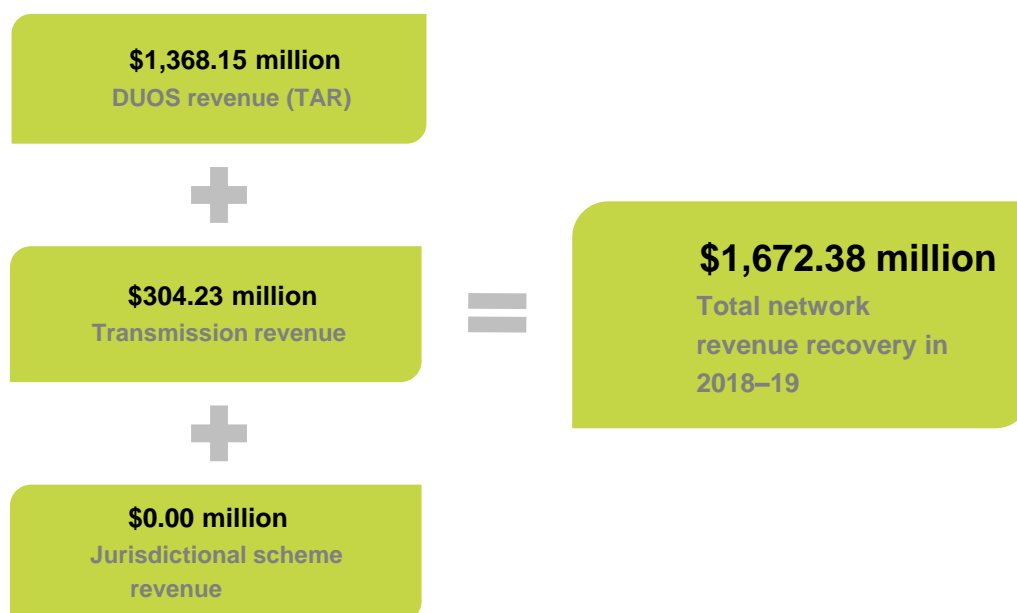 $1,368.15 million
DUOS revenue (TAR)
$304.23 million
Transmission revenue
$0.00 million
Jurisdictional scheme
revenue
$1,672.38 million
Total network
revenue recovery in
2018–19